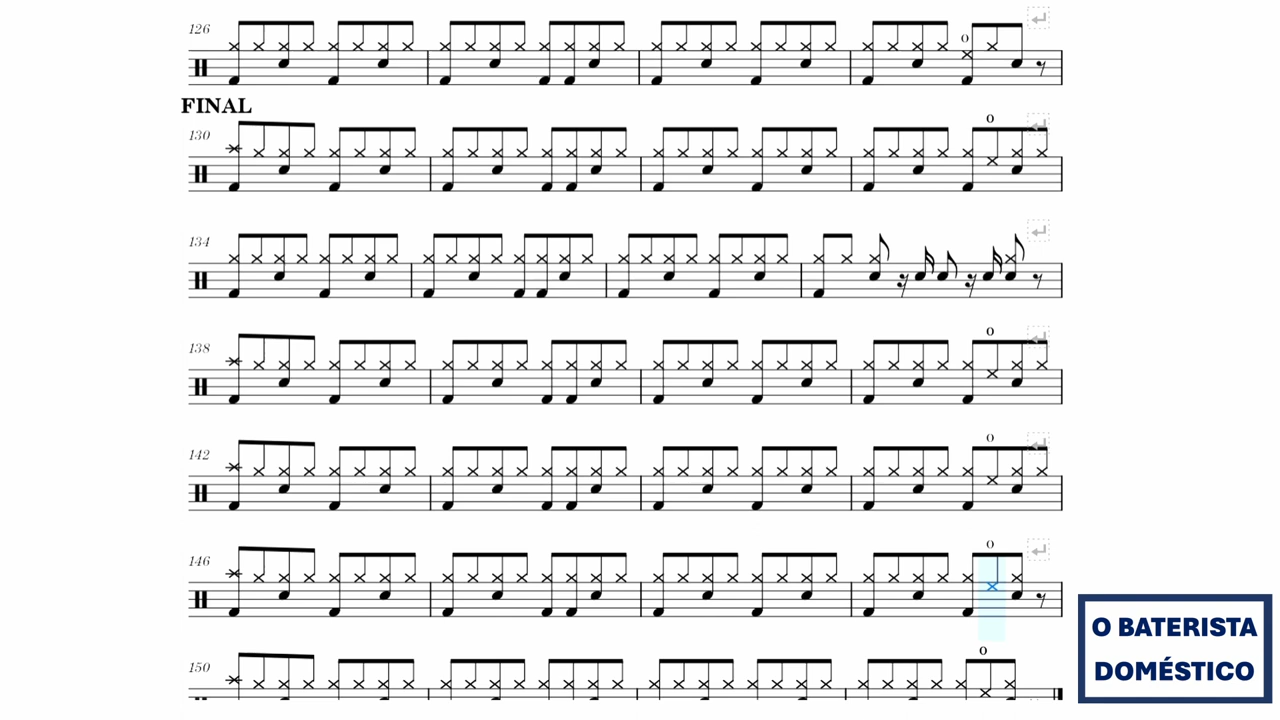 126
o
FINAL
130
o
134
138
o
142
o
146
o
150
o
O BATERISTA
DOMÉSTICO